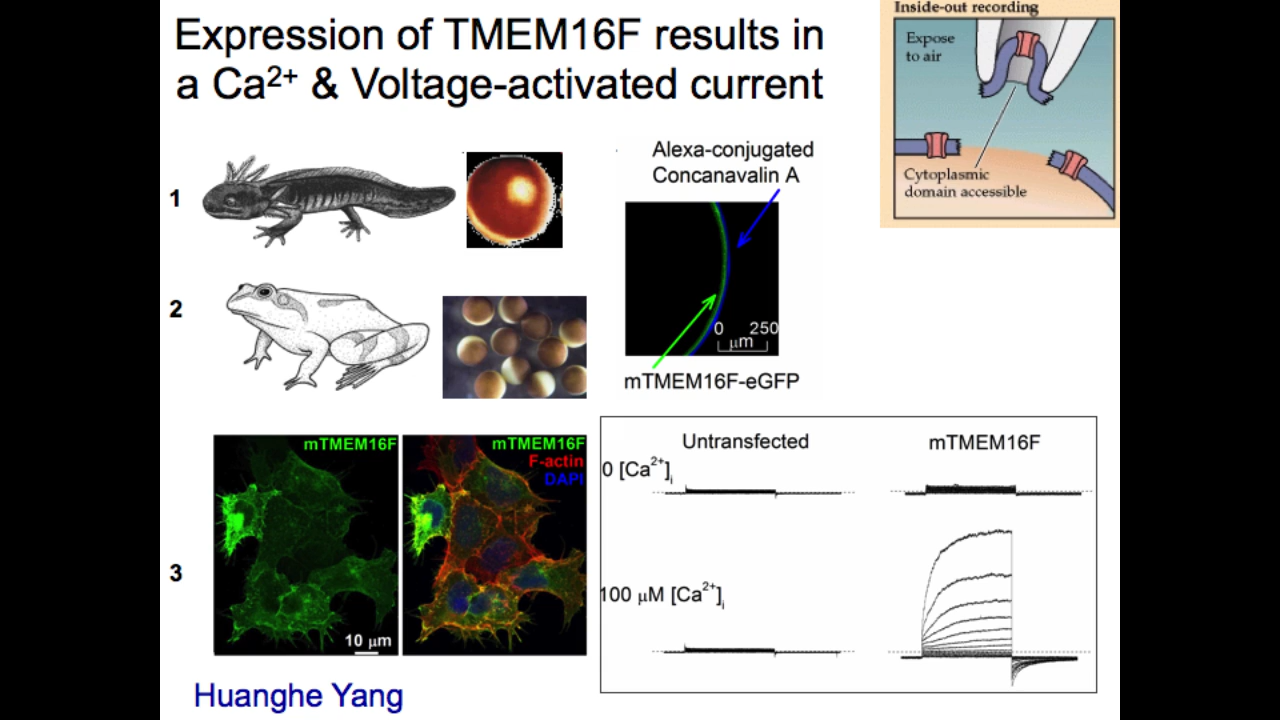 Expression of TMEM16F results in
a Ca2+ & Voltage-activated current
Inside-out recording
Expose
to air
Cytoplasmic
domain accessible
1
Alexa-conjugated
Concanavalin A
0 250
μm
mTMEM16F-eGFP
2
3
mTMEM16F
10 μm
mTMEM16F
F-actin
DAPI
Untransfected
mTMEM16F
0 [Ca2+]i
100 μM [Ca2+]i
Huanghe Yang